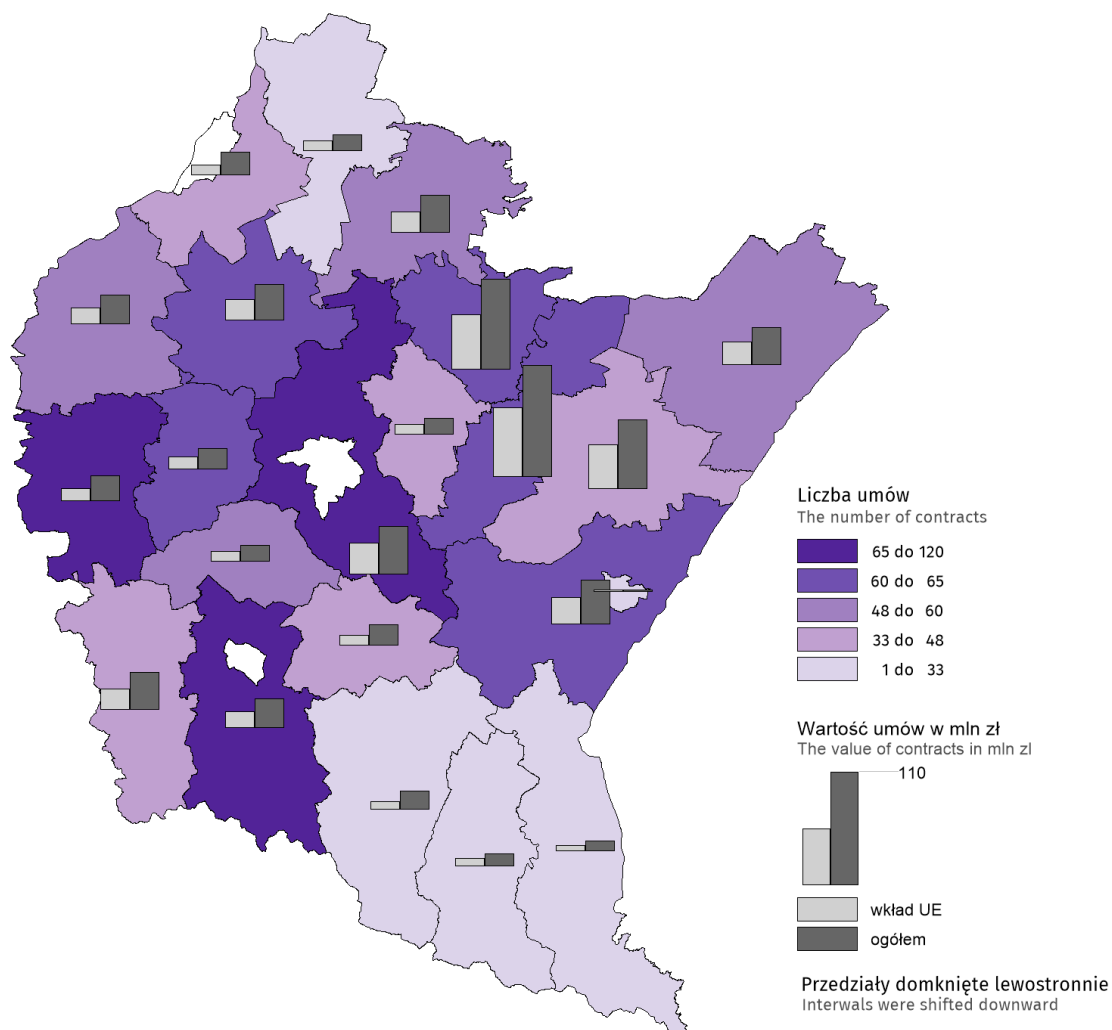 Liczba umów
The number of contracts
65 do 120
60 do 65
48 do 60
33 do 48
1 do 33
Wartość umów w mln zł
The value of contracts in mln zl
110
wkład UE
ogółem
Przedziały domknięte lewostronnie
Interwals were shifted downward